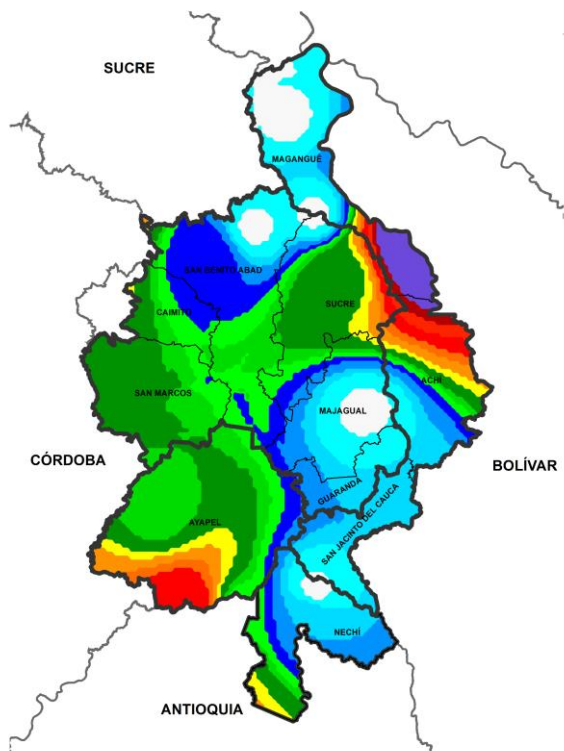 SUCRE
MAGANGUÉ
SAN BENITO ABAD
SUCRE
CAIMITO
ACHÍ
SAN MARCOS
MAJAGUAL
CÓRDOBA
BOLÍVAR
GUARANDA
SAN JACINTO DEL CAUCA
AYAPEL
NECHÍ
ANTIOQUIA